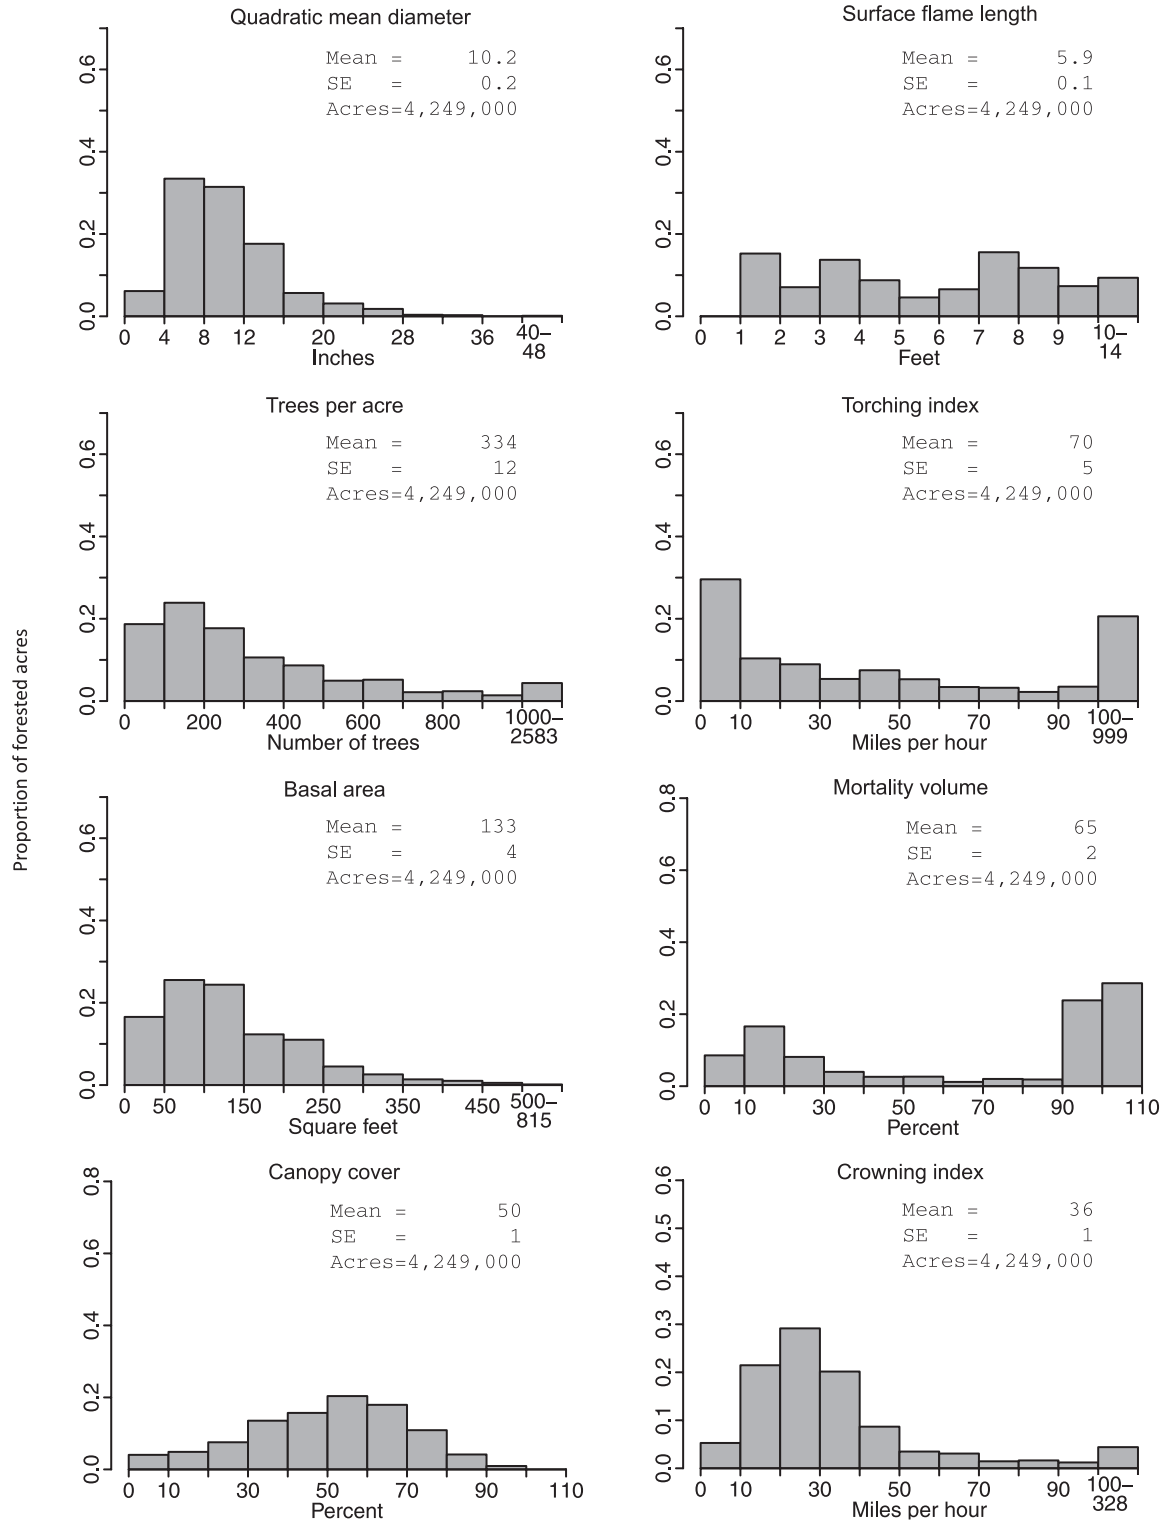 Proportion of forested acres
Quadratic mean diameter
Mean = 10.2
SE = 0.2
Acres=4,249,000
0.0 0.2 0.4 0.6
0 4 8 12 20 28 36 40–
48
Inches
Surface flame length
Mean = 5.9
SE = 0.1
Acres=4,249,000
0.0 0.2 0.4 0.6
0 1 2 3 4 5 6 7 8 9 10–
14
Feet
Trees per acre
Mean = 334
SE = 12
Acres=4,249,000
0.0 0.2 0.4 0.6
0 200 400 600 800 1000–
2583
Number of trees
Torching index
Mean = 70
SE = 5
Acres=4,249,000
0.0 0.2 0.4 0.6
0 10 30 50 70 90 100–
999
Miles per hour
Basal area
Mean = 133
SE = 4
Acres=4,249,000
0.0 0.2 0.4 0.6
0 50 150 250 350 450 500–
815
Square feet
Mortality volume
Mean = 65
SE = 2
Acres=4,249,000
0.0 0.2 0.4 0.6 0.8
0 10 30 50 70 90 110
Percent
Canopy cover
Mean = 50
SE = 1
Acres=4,249,000
0.0 0.2 0.4 0.6 0.8
0 10 30 50 70 90 110
Percent
Crowning index
Mean = 36
SE = 1
Acres=4,249,000
0.0 0.1 0.2 0.3 0.4 0.5 0.6
0 10 30 50 70 90 100–
328
Miles per hour